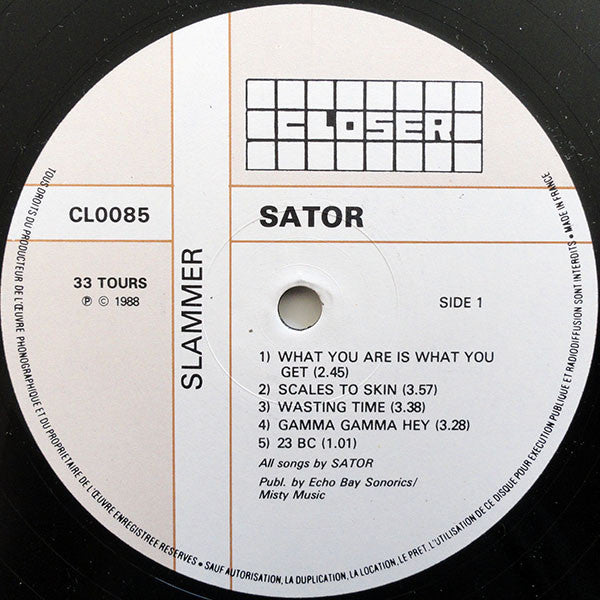 CLOSER
CL0085
SATOR
SLAMMER
33 TOURS
Ⓟ © 1988
SIDE 1
1) WHAT YOU ARE IS WHAT YOU
GET (2.45)
2) SCALES TO SKIN (3.57)
3) WASTING TIME (3.38)
4) GAMMA GAMMA HEY (3.28)
5) 23 BC (1.01)
All songs by SATOR
Publ. by Echo Bay Sonorics/
Misty Music
TOUS DROITS DU PRODUCTEUR DE L'ŒUVRE PHONOGRAPHIQUE ET DU PROPRIETAIRE DE L'ŒUVRE ENREGISTREE RESERVES • SAUF AUTORISATION, LA DUPLICATION, LA LOCATION, LE PRET, L'UTILISATION DE CE DISQUE POUR EXECUTION PUBLIQUE ET RADIODIFFUSION SONT INTERDITS • MADE IN FRANCE